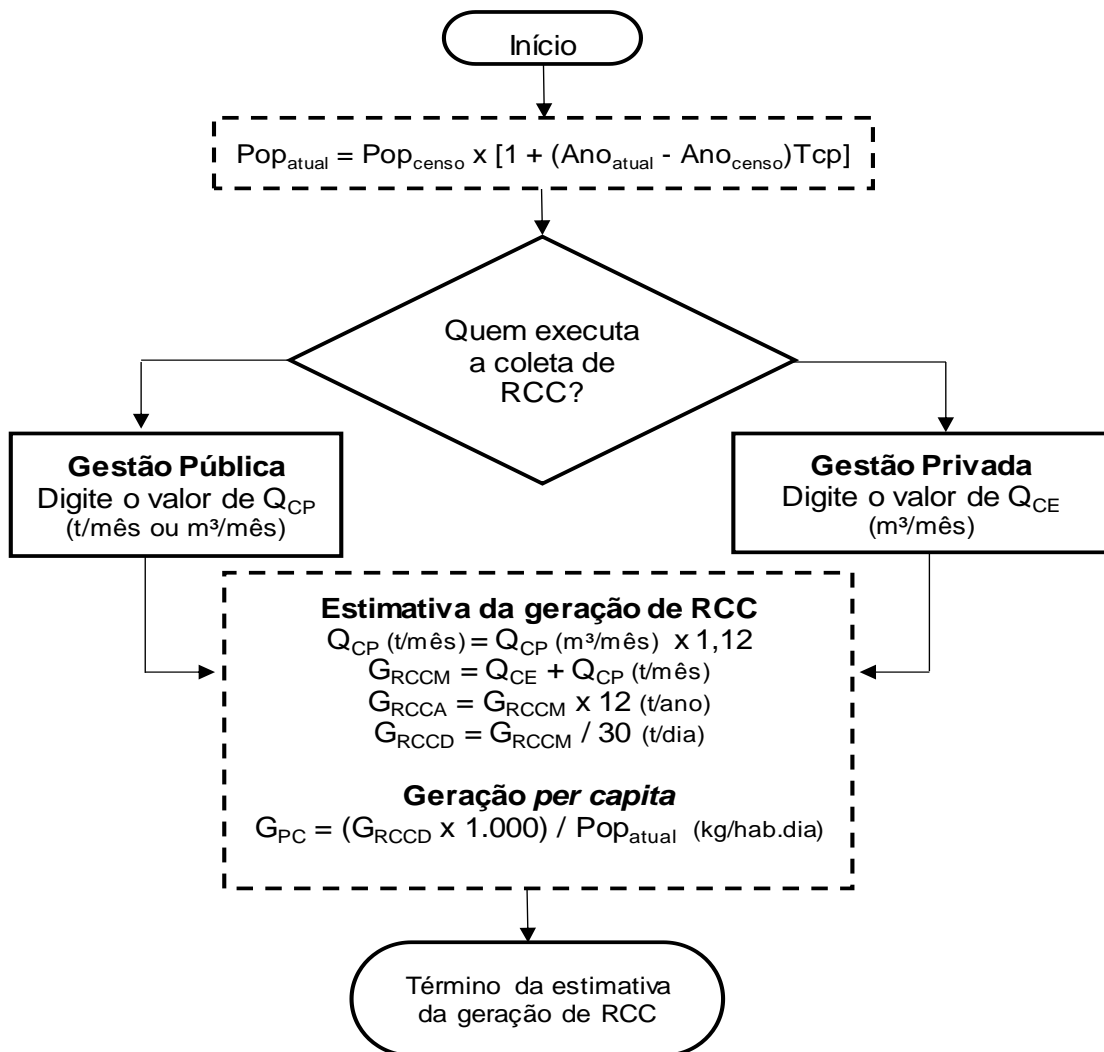 Início
Pop_atual = Pop_censo x [1 + (Ano_atual - Ano_censo)Tcp]
Quem executa
a coleta de
RCC?
Gestão Pública
Digite o valor de Q_CP
(t/mês ou m³/mês)
Gestão Privada
Digite o valor de Q_CE
(m³/mês)
Estimativa da geração de RCC
Q_CP (t/mês) = Q_CP (m³/mês) x 1,12
G_RCCM = Q_CE + Q_CP (t/mês)
G_RCCA = G_RCCM x 12 (t/ano)
G_RCCD = G_RCCM / 30 (t/dia)
Geração per capita
G_PC = (G_RCCD x 1.000) / Pop_atual (kg/hab.dia)
Término da estimativa
da geração de RCC